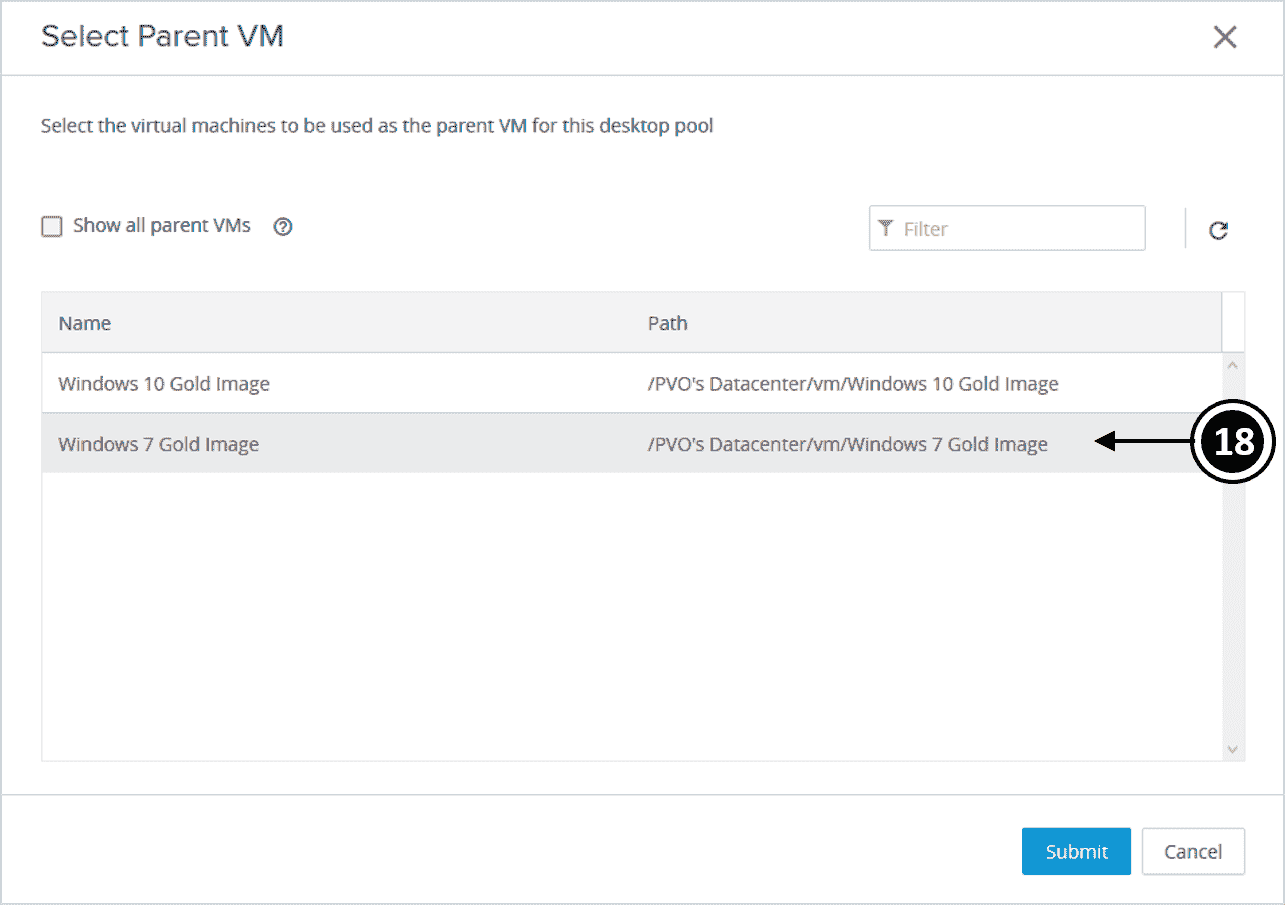 Select Parent VM
Select the virtual machines to be used as the parent VM for this desktop pool
Show all parent VMs
Filter
Name Path
Windows 10 Gold Image /PVO's Datacenter/vm/Windows 10 Gold Image
Windows 7 Gold Image /PVO's Datacenter/vm/Windows 7 Gold Image
18
Submit Cancel